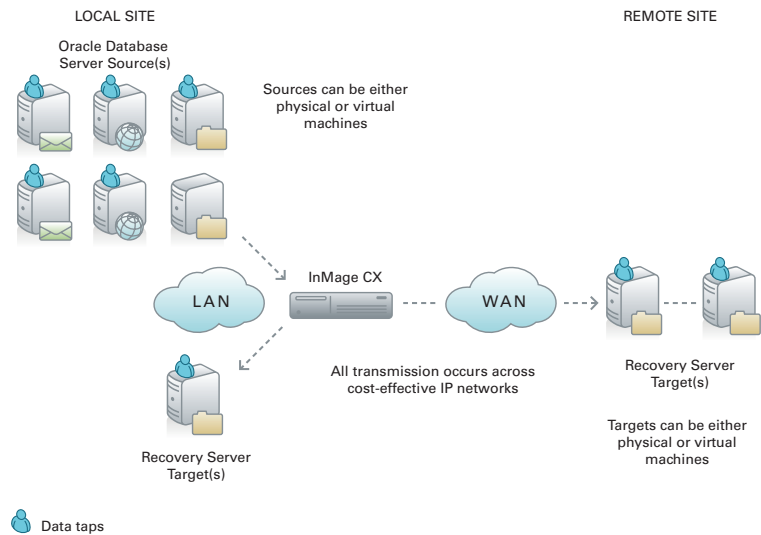 LOCAL SITE
REMOTE SITE
Oracle Database
Server Source(s)
Sources can be either
physical or virtual
machines
InMage CX
LAN
WAN
All transmission occurs across
cost-effective IP networks
Recovery Server
Target(s)
Targets can be either
physical or virtual
machines
Recovery Server
Target(s)
Data taps